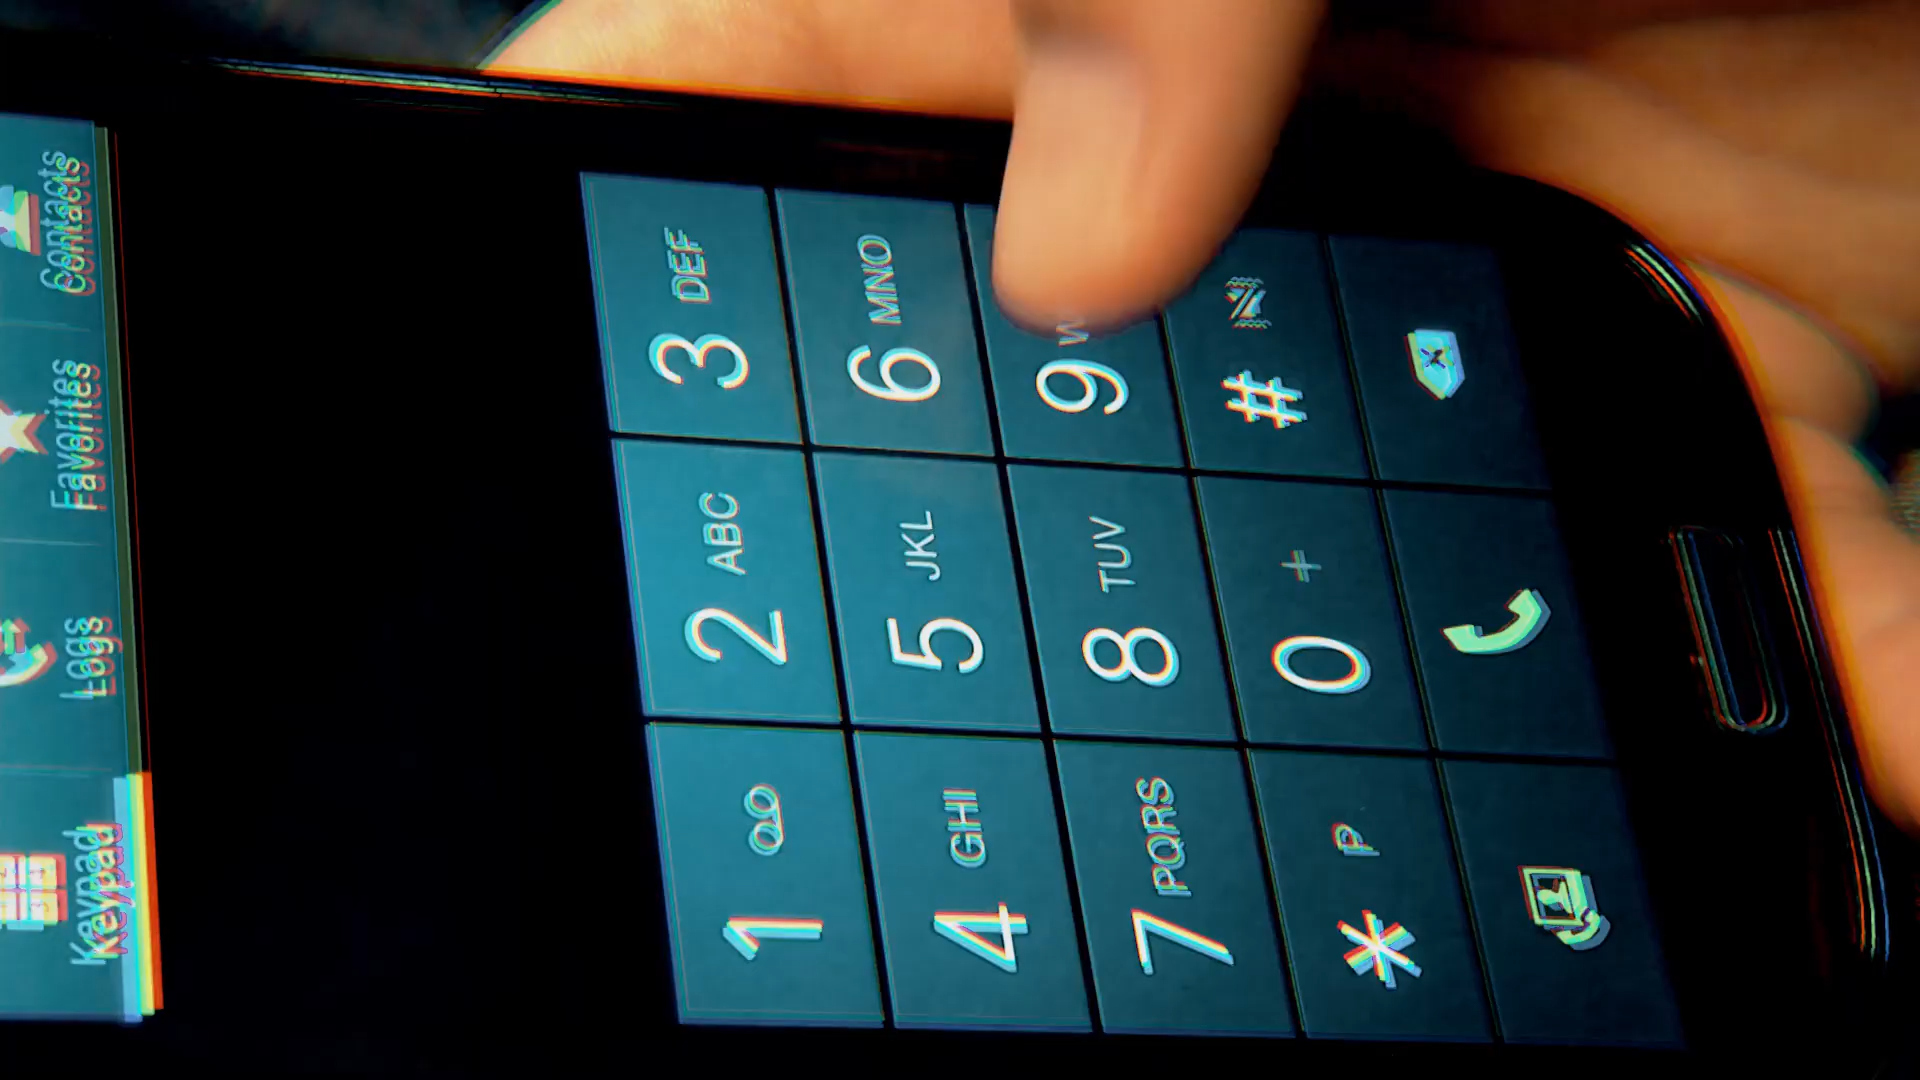 Keypad
Logs
Favorites
Contacts
1
2 ABC
3 DEF
4 GHI
5 JKL
6 MNO
7 PQRS
8 TUV
9 W
* P
0 +
#